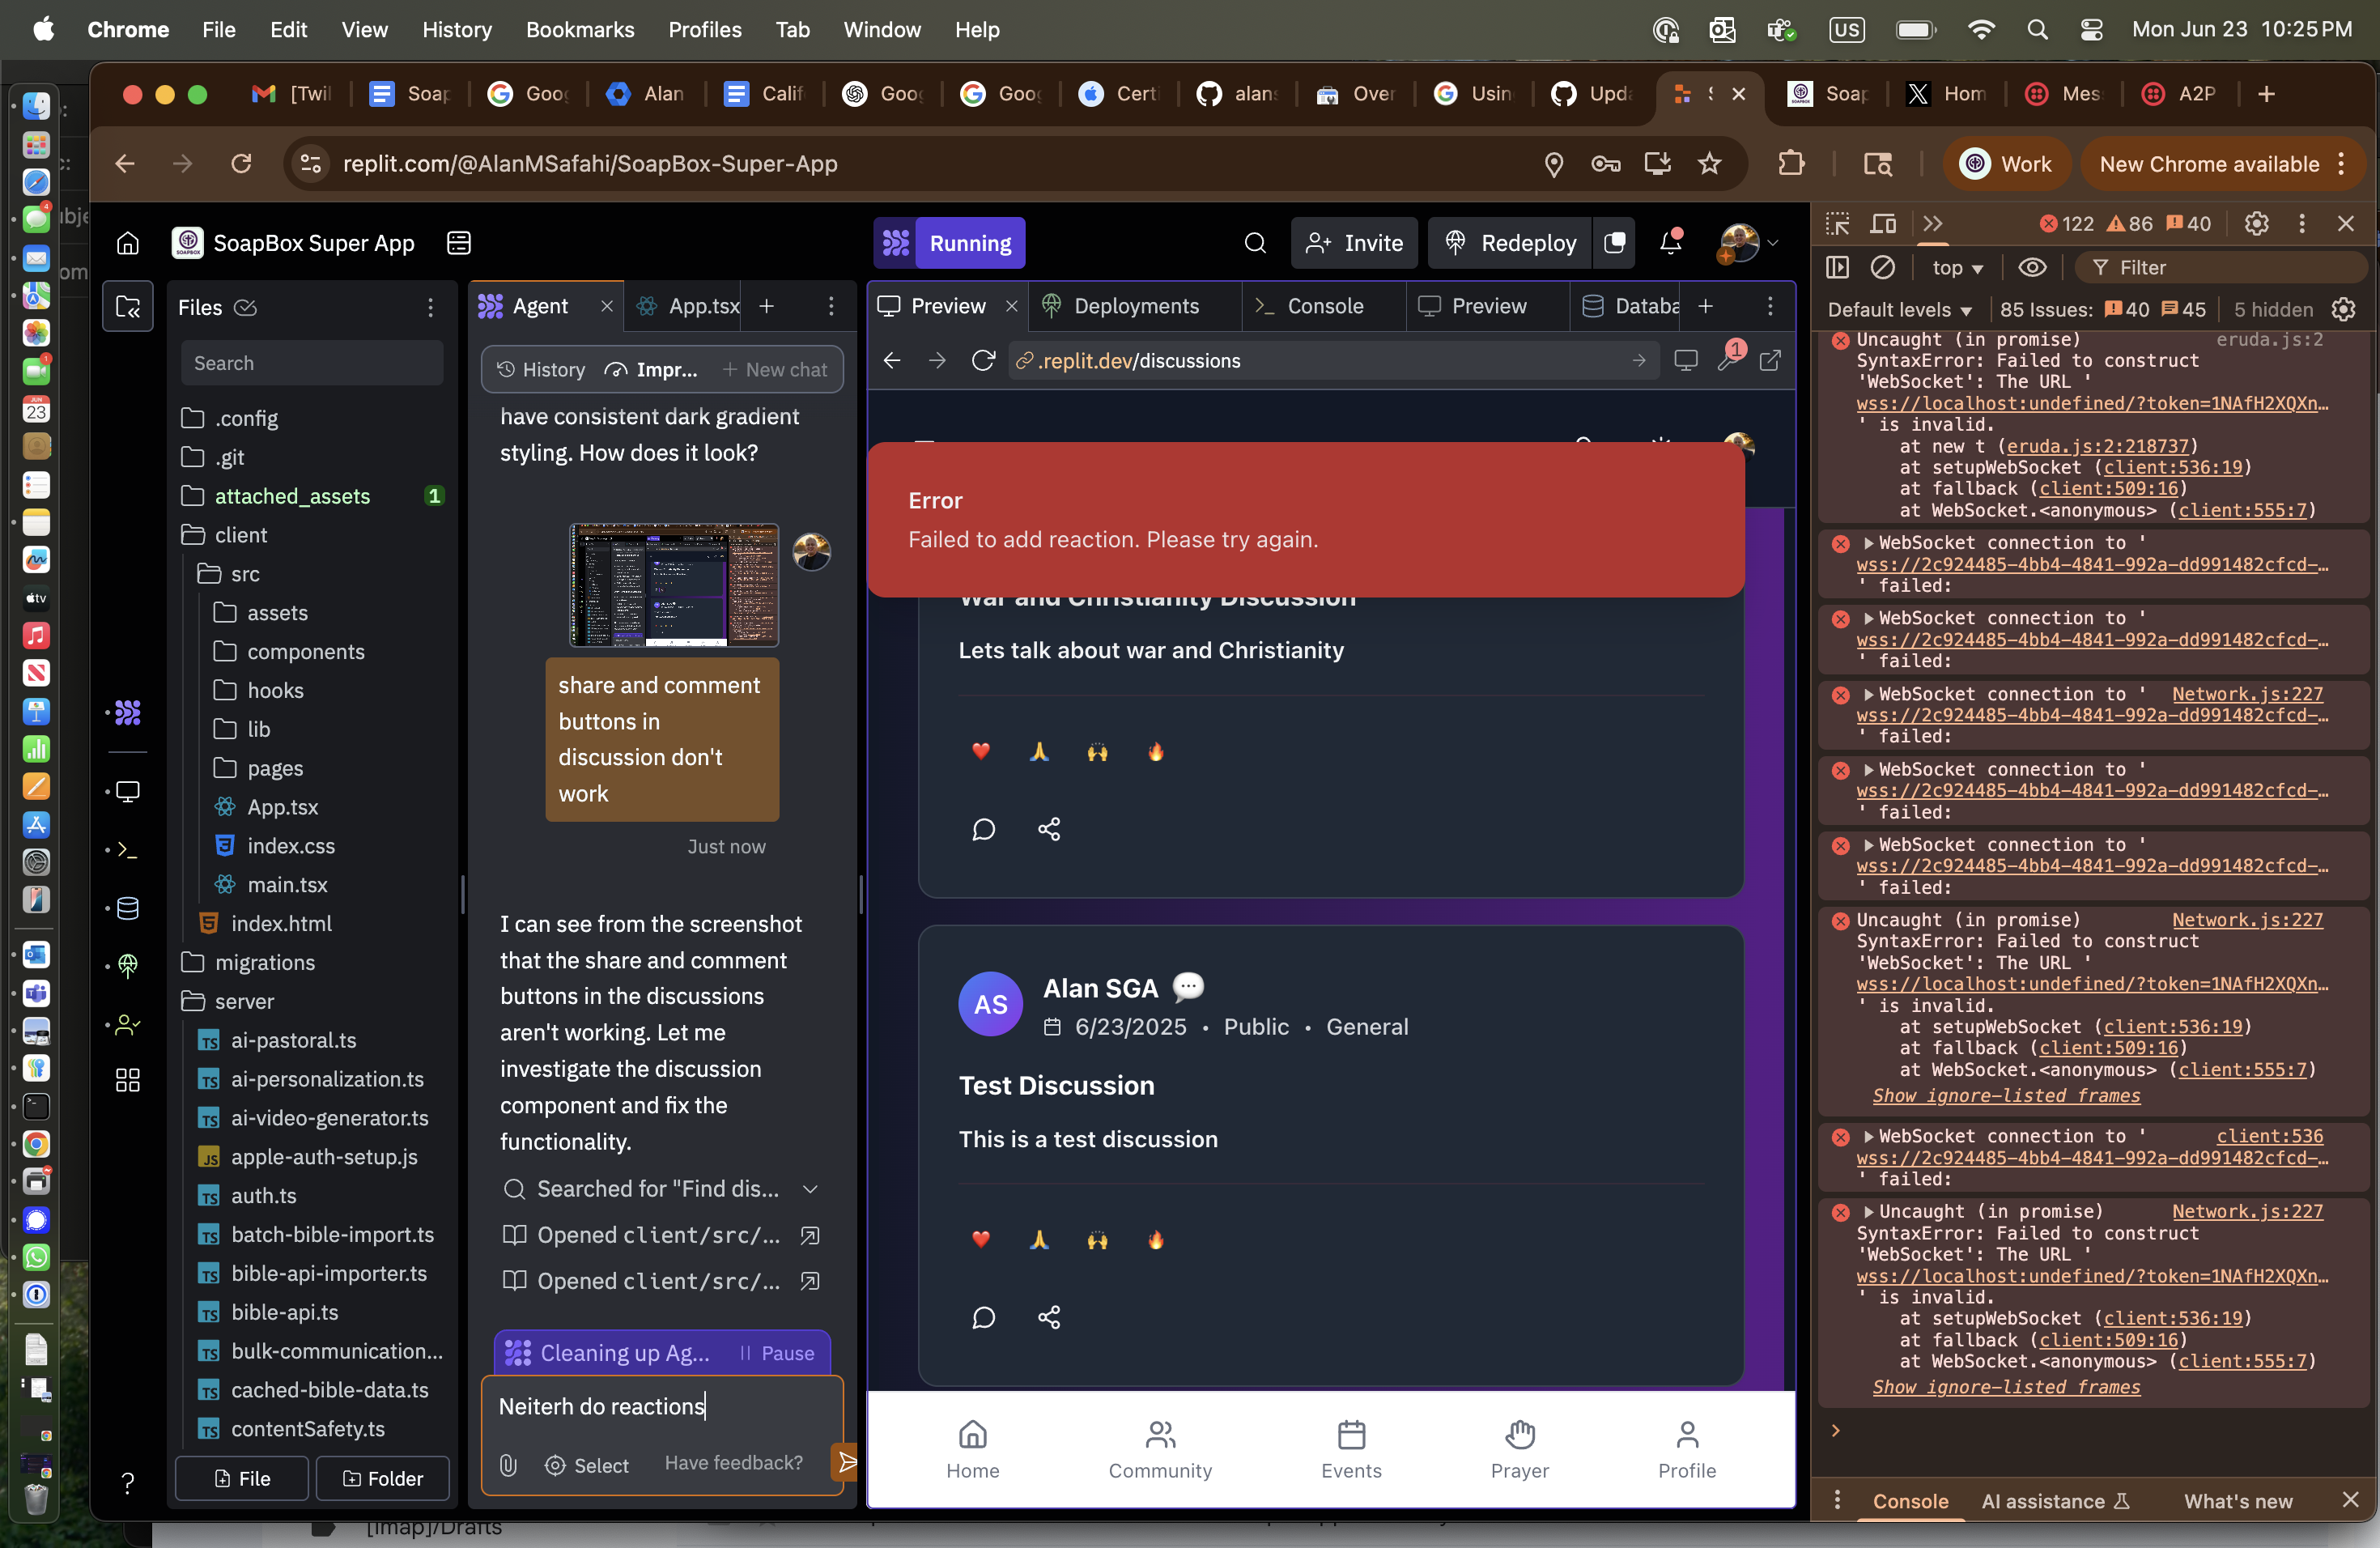 Chrome File Edit View History Bookmarks Profiles Tab Window Help
US Mon Jun 23 10:25 PM
[Twil Soap Goo Alan Calif Goo Goo Certi alans Over Usin Upda S Soap Hom Mes A2P
replit.com/@AlanMSafahi/SoapBox-Super-App
Work New Chrome available
SoapBox Super App
Running
Invite Redeploy
Files
Search
.config
.git
attached_assets 1
client
src
assets
components
hooks
lib
pages
App.tsx
index.css
main.tsx
index.html
migrations
server
TS ai-pastoral.ts
TS ai-personalization.ts
TS ai-video-generator.ts
JS apple-auth-setup.js
TS auth.ts
TS batch-bible-import.ts
TS bible-api-importer.ts
TS bible-api.ts
TS bulk-communication...
TS cached-bible-data.ts
TS contentSafety.ts
File Folder
Agent App.tsx
History Impr... New chat
have consistent dark gradient
styling. How does it look?
share and comment
buttons in
discussion don't
work
Just now
I can see from the screenshot
that the share and comment
buttons in the discussions
aren't working. Let me
investigate the discussion
component and fix the
functionality.
Searched for "Find dis...
Opened client/src/...
Opened client/src/...
Cleaning up Ag... Pause
Neiterh do reactions
Select Have feedback?
Preview Deployments Console Preview Databa
.replit.dev/discussions 1
Error
Failed to add reaction. Please try again.
War and Christianity Discussion
Lets talk about war and Christianity
AS
Alan SGA
6/23/2025 • Public • General
Test Discussion
This is a test discussion
Home Community Events Prayer Profile
122 86 40
top Filter
Default levels 85 Issues: 40 45 5 hidden
Uncaught (in promise) eruda.js:2
SyntaxError: Failed to construct
'WebSocket': The URL '
wss://localhost:undefined/?token=1NAfH2XQXn…
' is invalid.
at new t (eruda.js:2:218737)
at setupWebSocket (client:536:19)
at fallback (client:509:16)
at WebSocket.<anonymous> (client:555:7)
WebSocket connection to '
wss://2c924485-4bb4-4841-992a-dd991482cfcd-…
' failed:
WebSocket connection to '
wss://2c924485-4bb4-4841-992a-dd991482cfcd-…
' failed:
WebSocket connection to ' Network.js:227
wss://2c924485-4bb4-4841-992a-dd991482cfcd-…
' failed:
WebSocket connection to '
wss://2c924485-4bb4-4841-992a-dd991482cfcd-…
' failed:
WebSocket connection to '
wss://2c924485-4bb4-4841-992a-dd991482cfcd-…
' failed:
Uncaught (in promise) Network.js:227
SyntaxError: Failed to construct
'WebSocket': The URL '
wss://localhost:undefined/?token=1NAfH2XQXn…
' is invalid.
at setupWebSocket (client:536:19)
at fallback (client:509:16)
at WebSocket.<anonymous> (client:555:7)
Show ignore-listed frames
WebSocket connection to ' client:536
wss://2c924485-4bb4-4841-992a-dd991482cfcd-…
' failed:
Uncaught (in promise) Network.js:227
SyntaxError: Failed to construct
'WebSocket': The URL '
wss://localhost:undefined/?token=1NAfH2XQXn…
' is invalid.
at setupWebSocket (client:536:19)
at fallback (client:509:16)
at WebSocket.<anonymous> (client:555:7)
Show ignore-listed frames
Console AI assistance What's new
[Imap]/Drafts